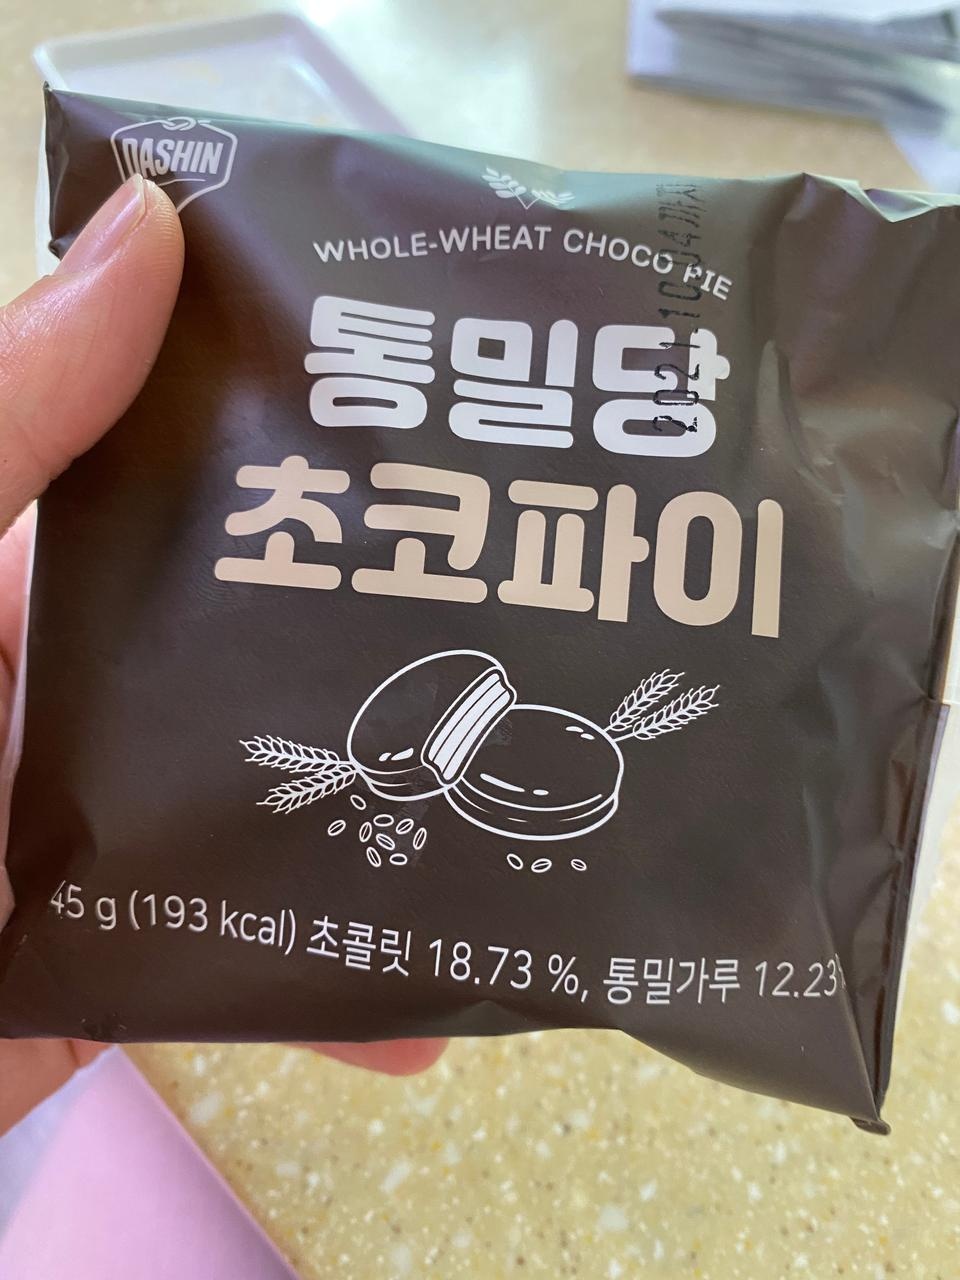 DASHIN
WHOLE-WHEAT CHOCO PIE
통밀당
초코파이
2021.10.04까지
45 g (193 kcal) 초콜릿 18.73 %, 통밀가루 12.23%